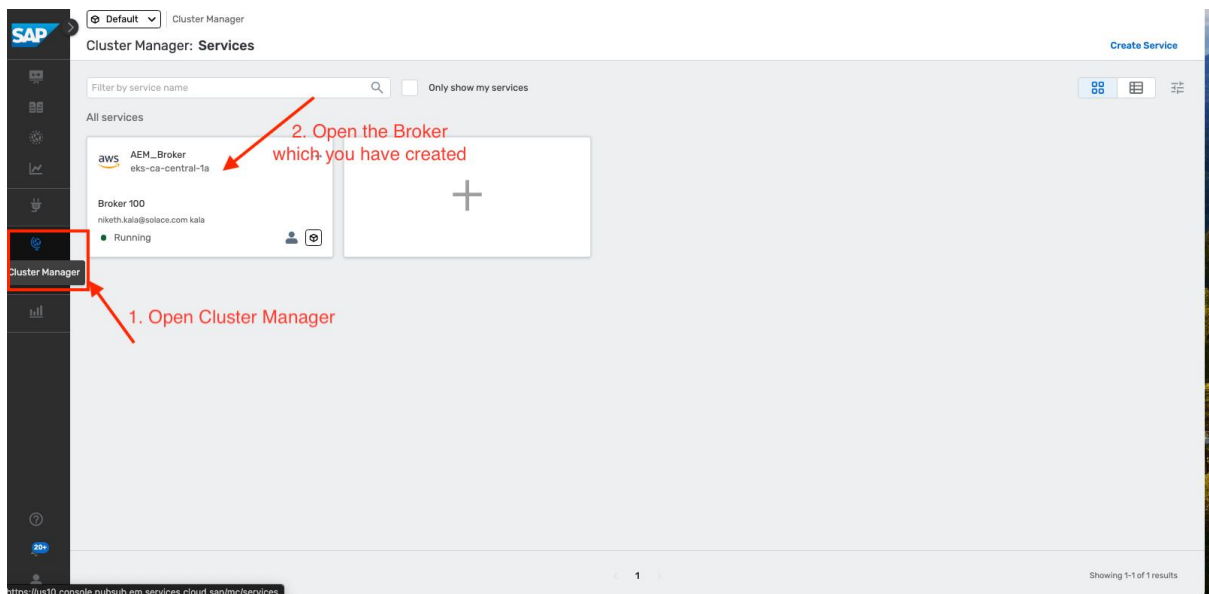 SAP
Default
Cluster Manager
Cluster Manager: Services
Create Service
Filter by service name
Only show my services
All services
2. Open the Broker
which you have created
aws
AEM_Broker
eks-ca-central-1a
Broker 100
niketh.kala@solace.com kala
Running
Cluster Manager
1. Open Cluster Manager
20+
1
Showing 1-1 of 1 results
https://us10.console.pubsub.em.services.cloud.sap/mc/services